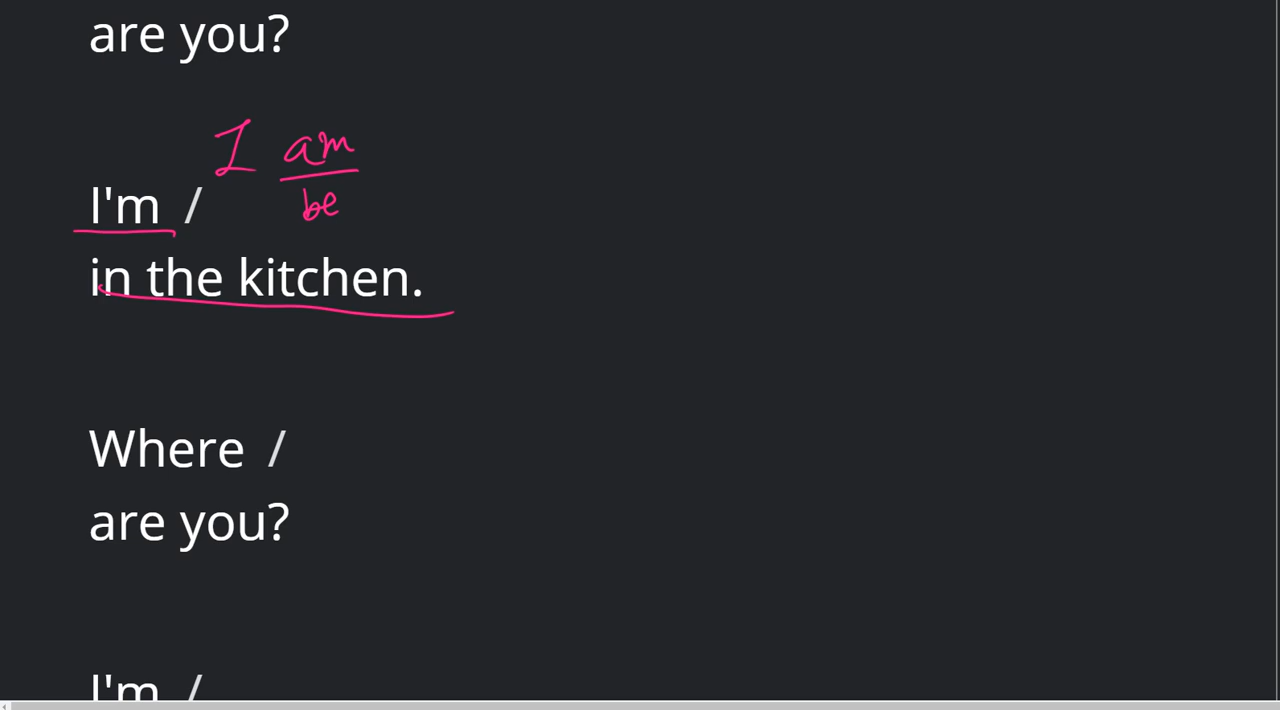 are you?
I am
be
I'm /
in the kitchen.
Where /
are you?
I'm /